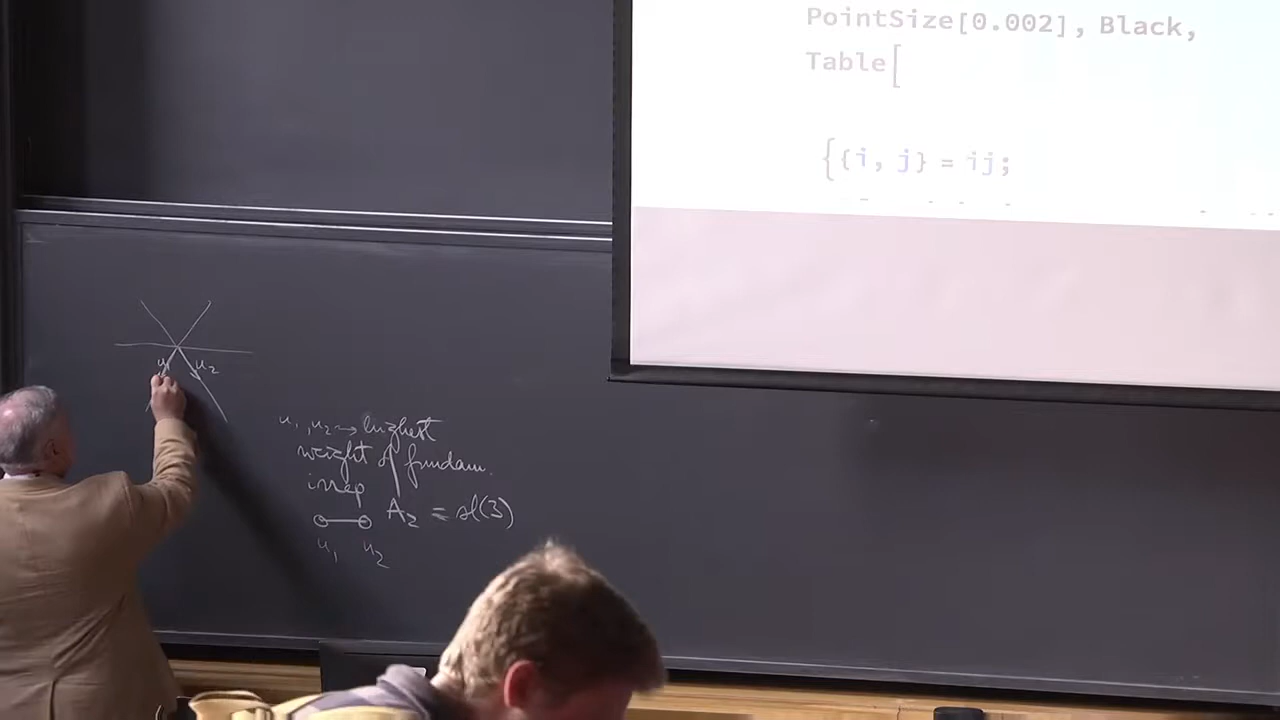 PointSize[0.002], Black,
Table[
{{i, j} = ij;
u₂
u₁, u₂ → highest
weight of fundam.
irrep
A₂ = sl(3)
u₁ u₂